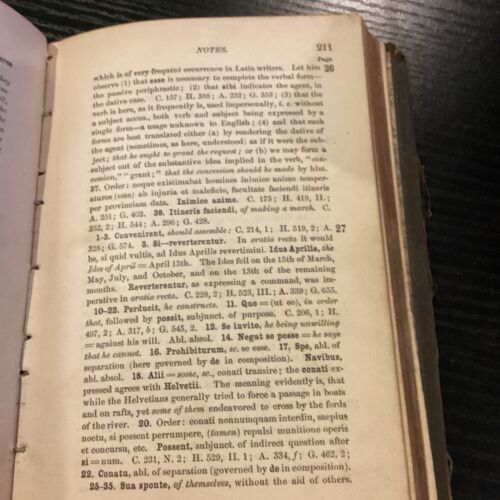 NOTES. 211
Page
which is of very frequent occurrence in Latin writers. Let him 26
observe (1) that esse is necessary to complete the verbal form—
the passive periphrastic; (2) that sibi indicates the agent, in
the dative case. C. 157; H. 388; A. 232; G. 353; (3) that the
verb is here, as it frequently is, used impersonally, i. e. without
a subject accus., both verb and subject being expressed by a
single form—a usage unknown to English; (4) and that such
forms are best translated either (a) by rendering the dative of
the agent (sometimes, as here, understood) as if it were the sub-
ject; that he ought to grant the request; or (b) we may form a
subject out of the substantive idea implied in the verb, "con-
cession," "grant;" that the concession should be made by him.
37. Order: neque existimabat homines inimico animo temper-
aturos (esse) ab injuria et maleficio, facultate faciendi itineris
per provinciam data. Inimico animo. C. 175; H. 419, II.;
A. 251; G. 402. 38. Itineris faciendi, of making a march. C.
252, 2; H. 544; A. 296; G. 428.
1–3. Convenirent, should assemble: C. 214, 1; H. 519, 2; A. 27
328; G. 574. 3. Si—reverterentur. In oratio recta it would
be, si quid vultis, ad Idus Aprilis revertimini. Idus Aprilis, the
Ides of April = April 13th. The Ides fell on the 15th of March,
May, July, and October, and on the 13th of the remaining
months. Reverterentur, as expressing a command, was im-
perative in oratio recta. C. 228, 2; H. 523, III.; A. 339; G. 655.
10–22. Perducit, he constructs. 11. Quo = (ut eo), in order
that, followed by possit, subjunct. of purpose. C. 206, 1; H.
497, 2; A. 317, b; G. 545, 2. 12. Se invito, he being unwilling
= against his will. Abl. absol. 14. Negat se posse = he says
that he cannot. 16. Prohibiturum, sc. se esse. 17. Spe, abl. of
separation (here governed by de in composition). Navibus,
abl. absol. 18. Alii = some, sc., conati transire; the conati ex-
pressed agrees with Helvetii. The meaning evidently is, that
while the Helvetians generally tried to force a passage in boats
and on rafts, yet some of them endeavored to cross by the fords
of the river. 20. Order: conati nonnumquam interdiu, saepius
noctu, si possent perrumpere, (tamen) repulsi munitione operis
et concursu, etc. Possent, subjunct. of indirect question after
si = num. C. 231, N. 2; H. 529, II. 1; A. 334, f; G. 462, 2;
22. Conatu, abl. of separation (governed by de in composition).
25–35. Sua sponte, of themselves, without the aid of others.